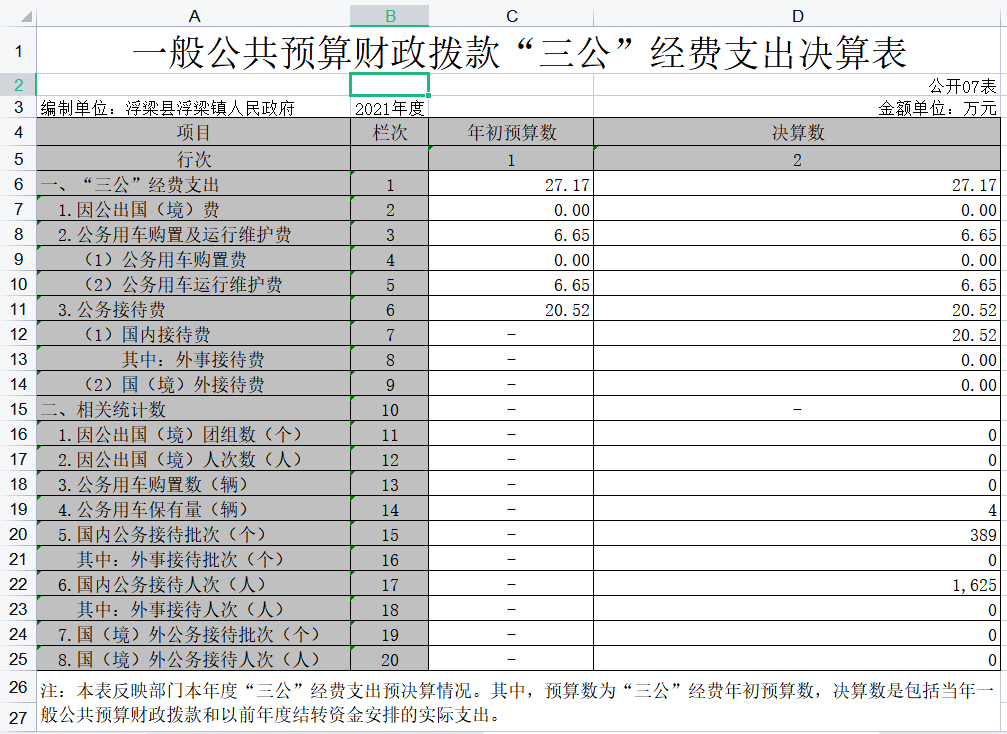 A B C D
1 一般公共预算财政拨款“三公”经费支出决算表
2 公开07表
3 编制单位：浮梁县浮梁镇人民政府 2021年度 金额单位：万元
4 项目 栏次 年初预算数 决算数
5 行次 1 2
6 一、“三公”经费支出 1 27.17 27.17
7 1.因公出国（境）费 2 0.00 0.00
8 2.公务用车购置及运行维护费 3 6.65 6.65
9 （1）公务用车购置费 4 0.00 0.00
10 （2）公务用车运行维护费 5 6.65 6.65
11 3.公务接待费 6 20.52 20.52
12 （1）国内接待费 7 - 20.52
13 其中：外事接待费 8 - 0.00
14 （2）国（境）外接待费 9 - 0.00
15 二、相关统计数 10 - -
16 1.因公出国（境）团组数（个） 11 - 0
17 2.因公出国（境）人次数（人） 12 - 0
18 3.公务用车购置数（辆） 13 - 0
19 4.公务用车保有量（辆） 14 - 4
20 5.国内公务接待批次（个） 15 - 389
21 其中：外事接待批次（个） 16 - 0
22 6.国内公务接待人次（人） 17 - 1,625
23 其中：外事接待人次（人） 18 - 0
24 7.国（境）外公务接待批次（个） 19 - 0
25 8.国（境）外公务接待人次（人） 20 - 0
26 注：本表反映部门本年度“三公”经费支出预决算情况。其中，预算数为“三公”经费年初预算数，决算数是包括当年一
27 般公共预算财政拨款和以前年度结转资金安排的实际支出。